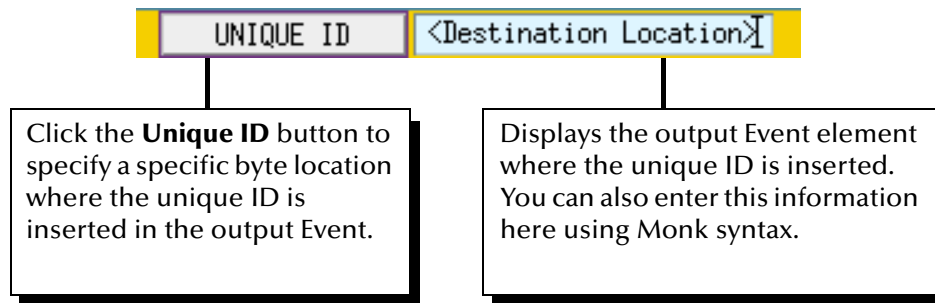 UNIQUE ID <Destination Location>
Click the Unique ID button to
specify a specific byte location
where the unique ID is
inserted in the output Event.
Displays the output Event element
where the unique ID is inserted.
You can also enter this information
here using Monk syntax.